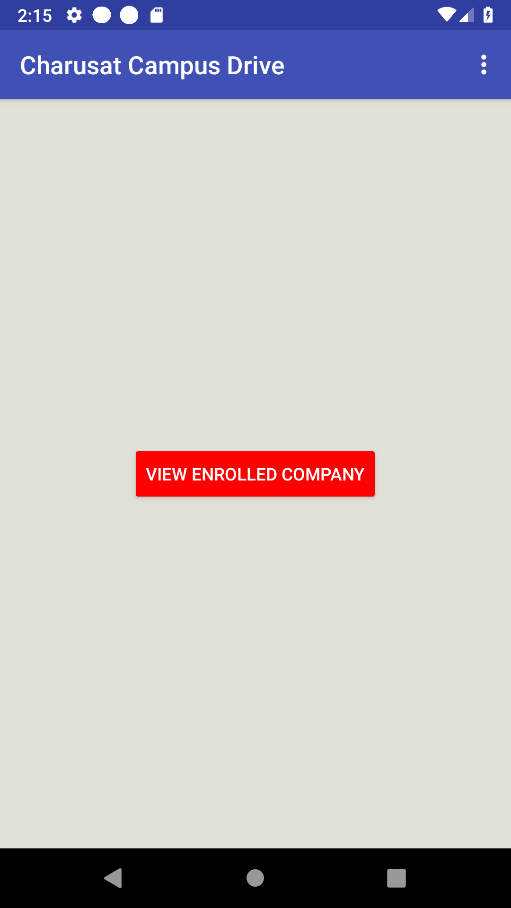 2:15
Charusat Campus Drive
VIEW ENROLLED COMPANY